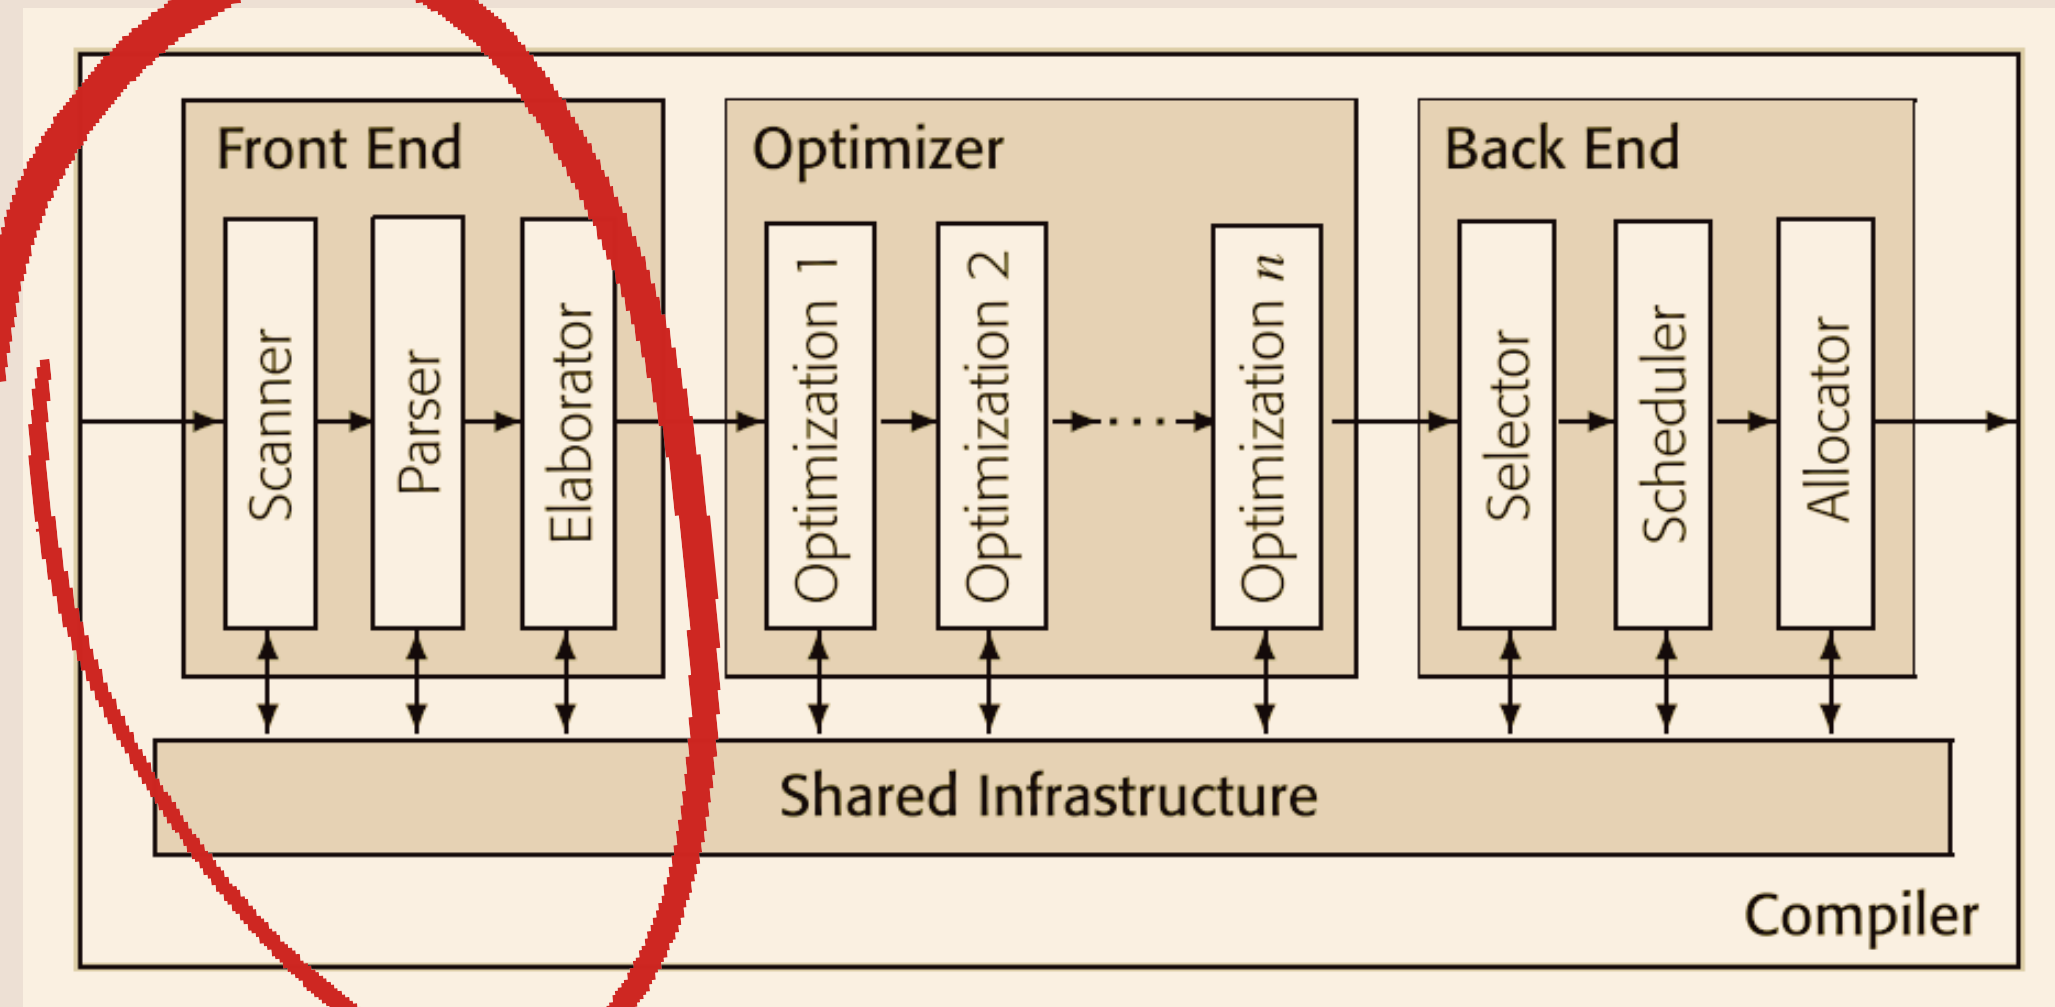 Front End
Scanner
Parser
Elaborator
Optimizer
Optimization 1
Optimization 2
Optimization n
Back End
Selector
Scheduler
Allocator
Shared Infrastructure
Compiler